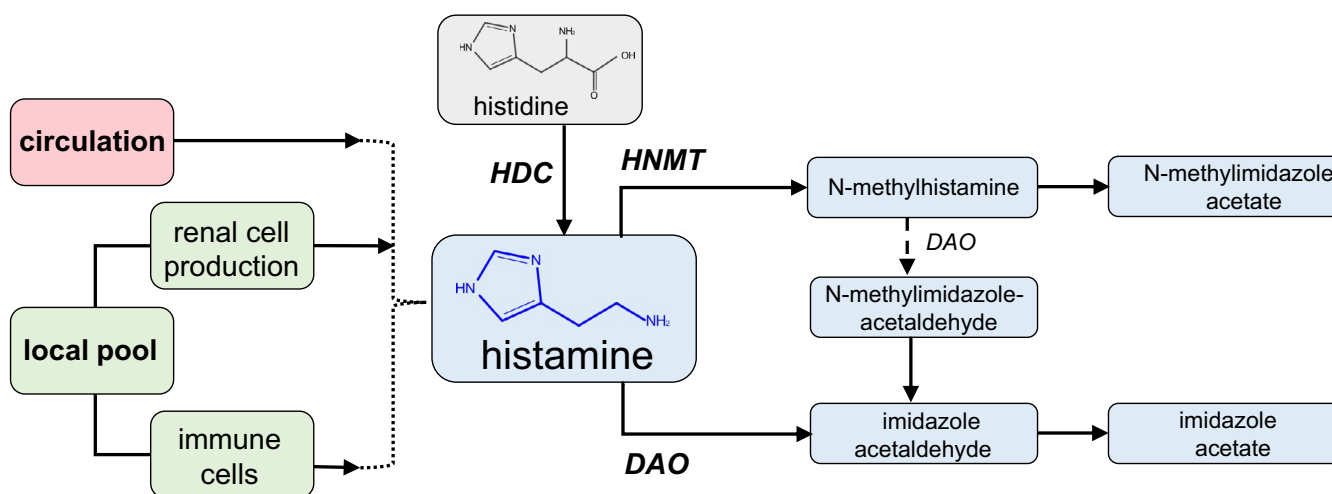 HN
N
NH₂
OH
O
histidine
circulation
HDC
HNMT
N-methylhistamine
N-methylimidazole
acetate
renal cell
production
DAO
HN
N
NH₂
histamine
N-methylimidazole-
acetaldehyde
local pool
immune
cells
DAO
imidazole
acetaldehyde
imidazole
acetate